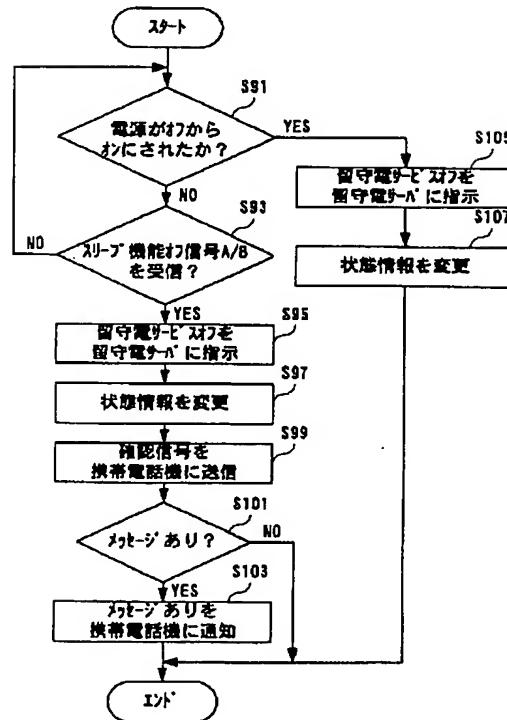 スタート
S91
電源がオフから
オンにされたか？
YES
S105
留守電サービスオフを
留守電サーバに指示
NO
S93
S107
NO
スリープ機能オフ信号A/B
を受信？
状態情報を変更
YES
S95
留守電サービスオフを
留守電サーバに指示
S97
状態情報を変更
S99
確認信号を
携帯電話機に送信
S101
メッセージあり？
NO
YES
S103
メッセージありを
携帯電話機に通知
エンド